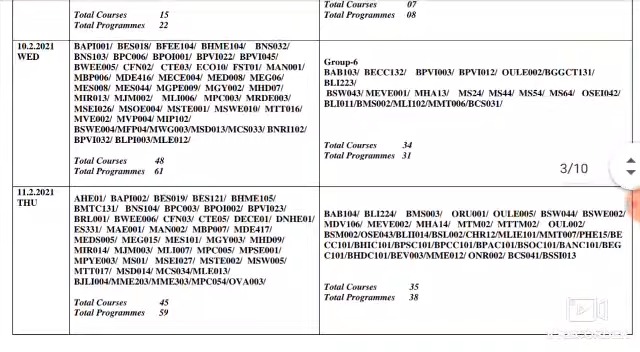 Total Courses 15
Total Programmes 22
07
Total Programmes 08
10.2.2021
WED
BAPI001/ BES018/ BFEE104/ BHME104/ BNS032/
BNS103/ BPC006/ BPOI001/ BPVI022/ BPVI045/
BWEE005/ CFN02/ CTE03/ ECO10/ FST01/ MAN001/
MBP006/ MDE416/ MECE004/ MED008/ MEG06/
MES008/ MES044/ MGPE009/ MGY002/ MHD07/
MIR013/ MJM002/ MLI006/ MPC003/ MRDE003/
MSEI026/ MSOE004/ MSTE001/ MSWE010/ MTT016/
MVE002/ MVP004/ MIP102/
BSWE004/MFP04/MWG003/MSD013/MCS033/ BNRI102/
BPVI032/ BLPI003/MLE012/
Total Courses 48
Total Programmes 61
Group-6
BAB103/ BECC132/ BPVI003/ BPVI012/ OULE002/BGGCT131/
BLI223/
BSW043/ MEVE001/ MHA13/ MS24/ MS44/ MS54/ MS64/ OSEI042/
BLI011/BMS002/MLI102/MMT006/BCS031/
Total Courses 34
Total Programmes 31
3/10
11.2.2021
THU
AHE01/ BAPI002/ BES019/ BES121/ BHME105/
BMTC131/ BNS104/ BPC003/ BPOI002/ BPVI023/
BRL001/ BWEE006/ CFN03/ CTE05/ DECE01/ DNHE01/
ES331/ MAE001/ MAN002/ MBP007/ MDE417/
MEDS005/ MEG015/ MES101/ MGY003/ MHD09/
MIR014/ MJM003/ MLI007/ MPC005/ MPSE001/
MPYE003/ MS01/ MSEI027/ MSTE002/ MSW005/
MTT017/ MSD014/ MCS034/MLE013/
BJLI004/MME203/MME303/MPC054/OVA003/
Total Courses 45
Total Programmes 59
BAB104/ BLI224/ BMS003/ ORU001/ OULE005/ BSW044/ BSWE002/
MDV106/ MEVE002/ MHA14/ MTM02/ MTTM02/ OUL002/
BSM002/OSE043/BLI014/BSL002/CHR12/MLIE101/MMT007/PHE15/BE
CC101/BHIC101/BPSC101/BPCC101/BPAC101/BSOC101/BANC101/BEG
C101/BHDC101/BEV003/MME012/ ONR002/ BCS041/BSSI013
Total Courses 35
Total Programmes 38